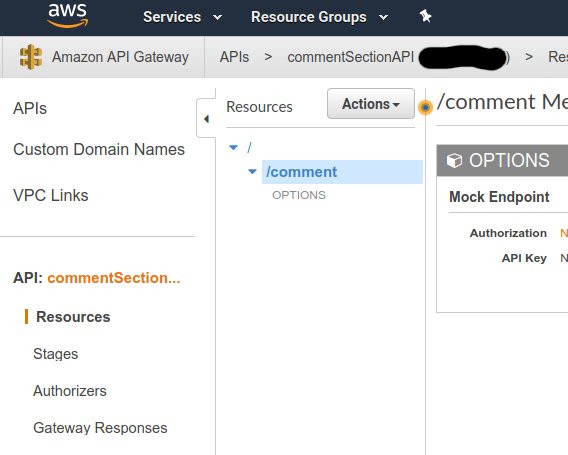 aws
Services
Resource Groups
Amazon API Gateway
APIs > commentSectionAPI ) > Res
APIs
Custom Domain Names
VPC Links
API: commentSection...
Resources
Stages
Authorizers
Gateway Responses
Resources
Actions
/
/comment
OPTIONS
/comment Me
OPTIONS
Mock Endpoint
Authorization N
API Key N